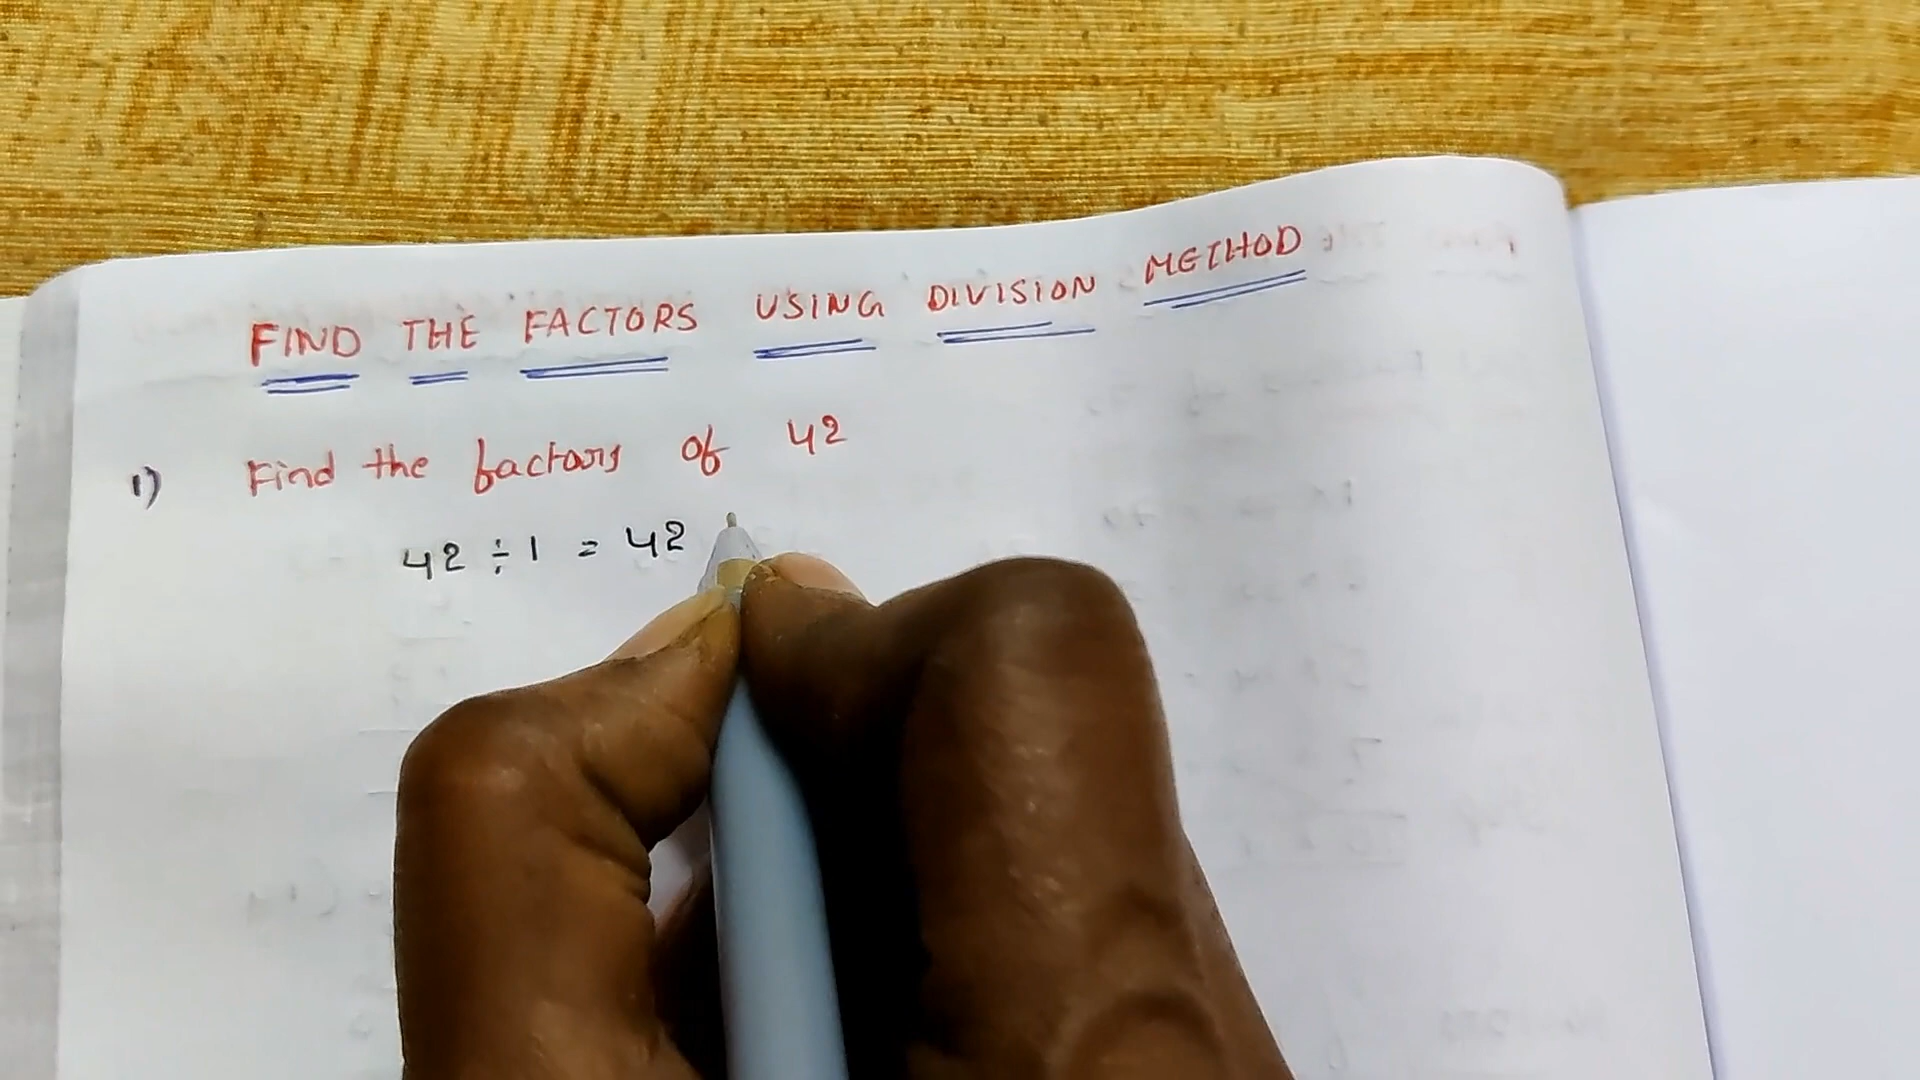 FIND THE FACTORS USING DIVISION METHOD
1) Find the factors of 42
42 ÷ 1 = 42